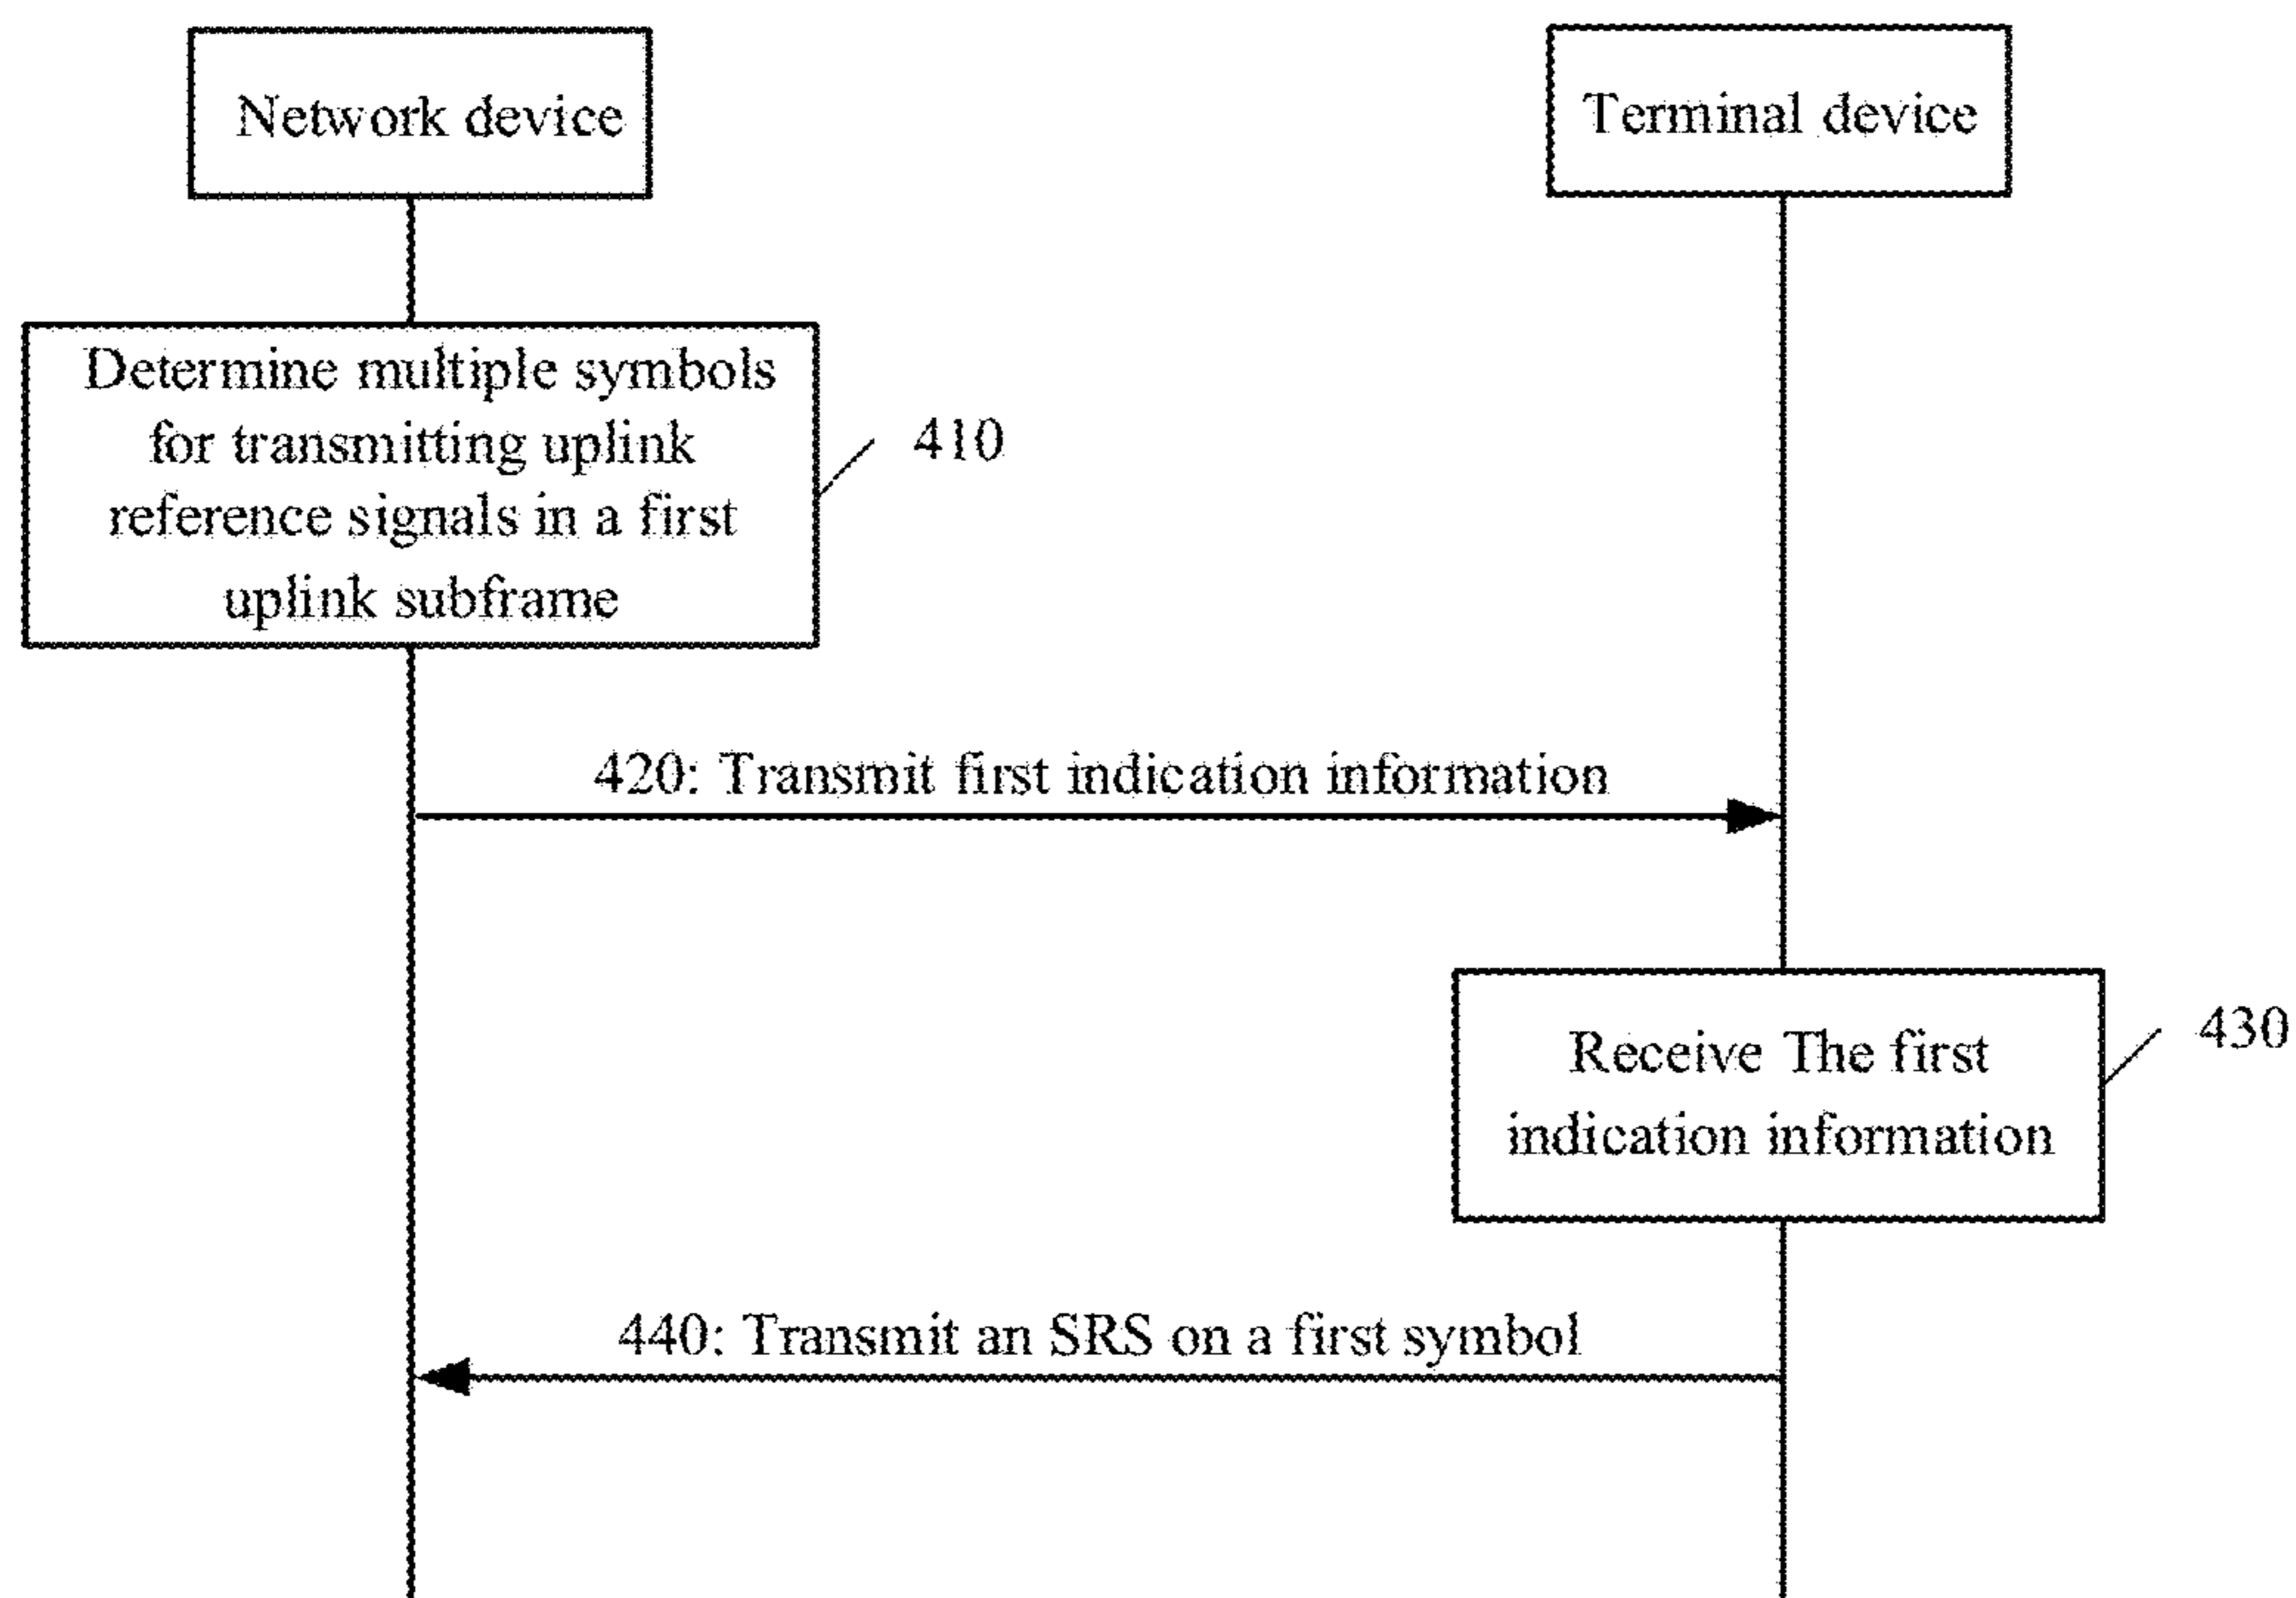 Network device
Terminal device
Determine multiple symbols
for transmitting uplink
reference signals in a first
uplink subframe
410
420: Transmit first indication information
Receive The first
indication information
430
440: Transmit an SRS on a first symbol